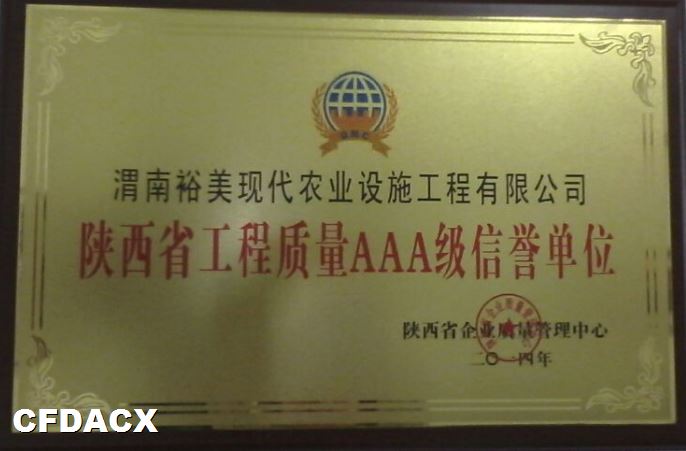 QMC
渭南裕美现代农业设施工程有限公司
陕西省工程质量AAA级信誉单位
陕西省企业质量管理中心
二〇一四年
CFDACX